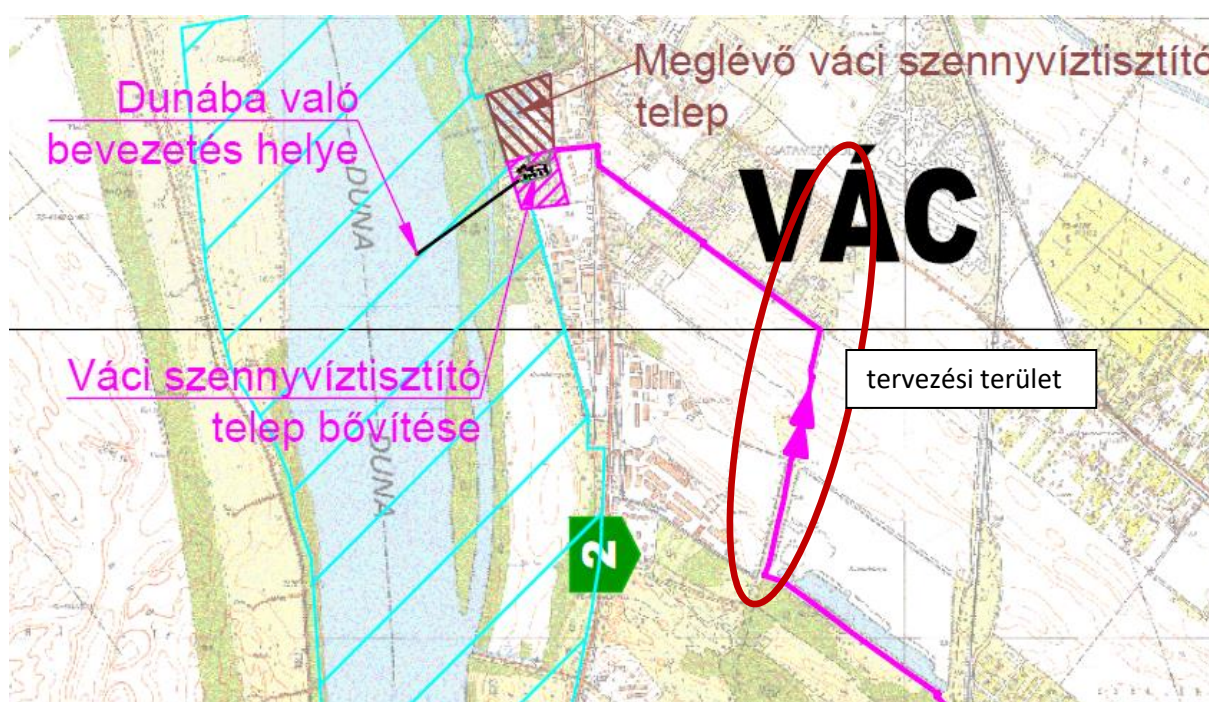 Meglévő váci szennyvíztisztító
telep
Dunába való
bevezetés helye
VÁC
DUNA
tervezési terület
Váci szennyvíztisztító
telep bővítése
DUNA
2